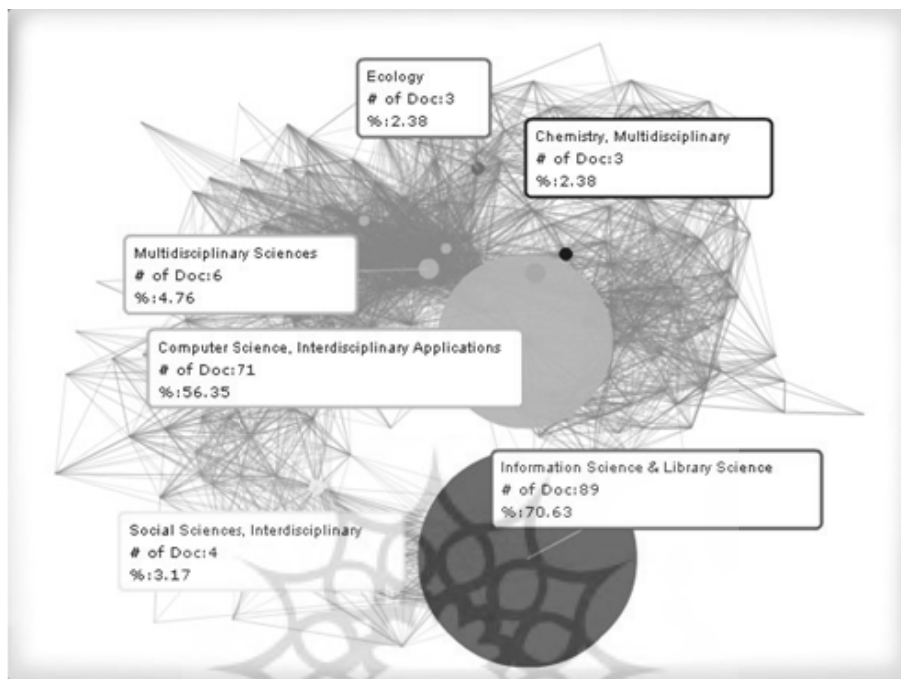 Ecology
# of Doc:3
%:2.38
Chemistry, Multidisciplinary
# of Doc:3
%:2.38
Multidisciplinary Sciences
# of Doc:6
%:4.76
Computer Science, Interdisciplinary Applications
# of Doc:71
%:56.35
Information Science & Library Science
# of Doc:89
%:70.63
Social Sciences, Interdisciplinary
# of Doc:4
%:3.17